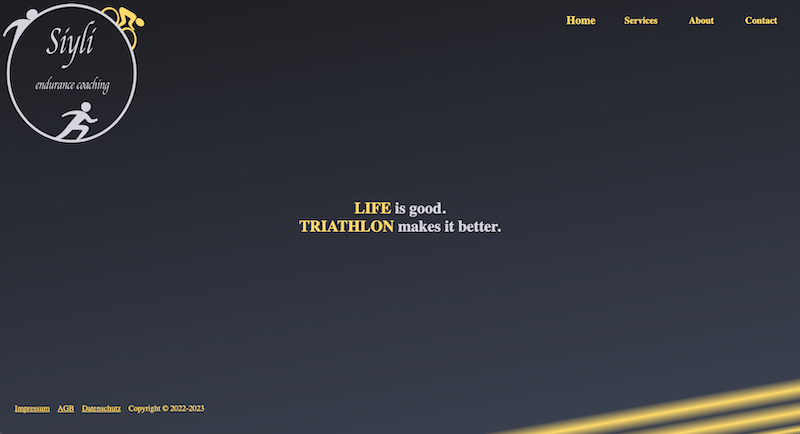 Siyli
endurance coaching
Home Services About Contact
LIFE is good.
TRIATHLON makes it better.
Impressum AGB Datenschutz Copyright © 2022-2023